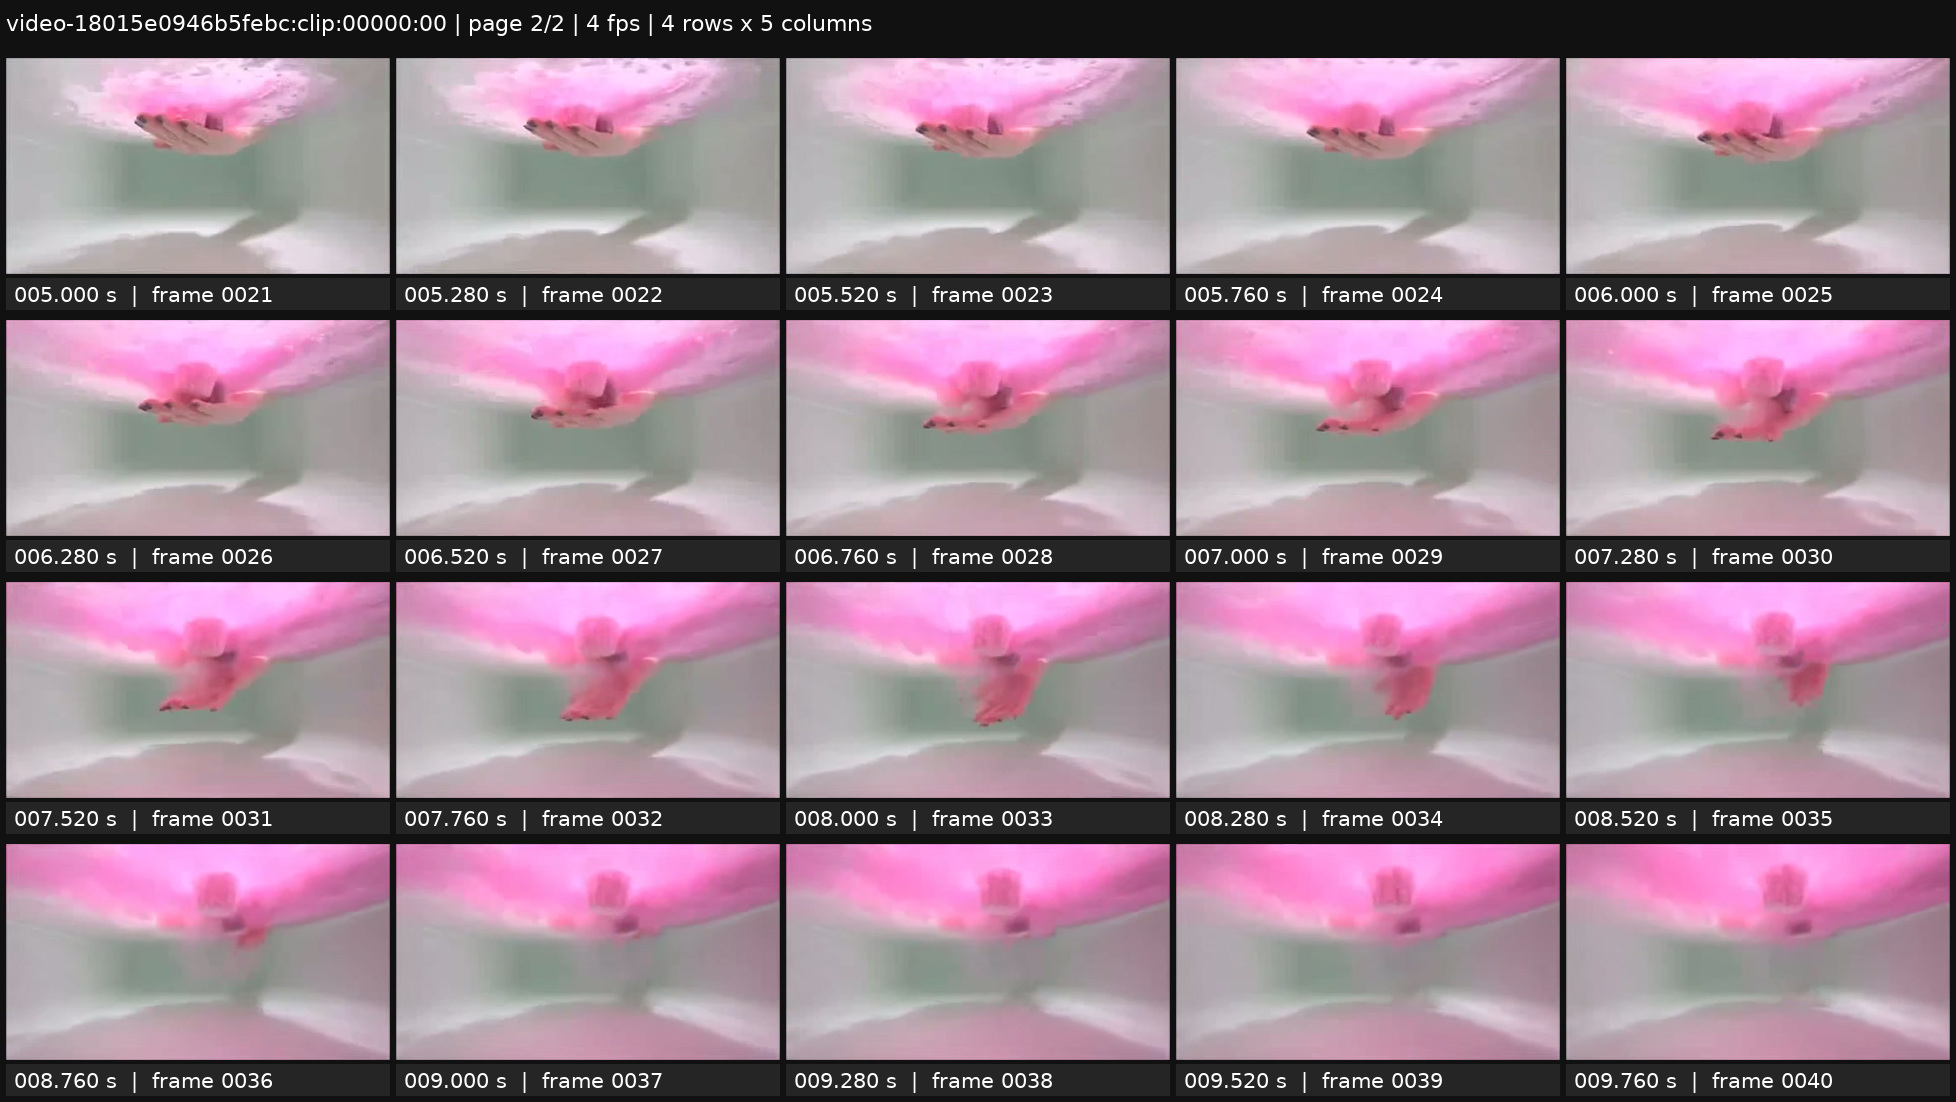 video-18015e0946b5febc:clip:00000:00 | page 2/2 | 4 fps | 4 rows x 5 columns
005.000 s | frame 0021
005.280 s | frame 0022
005.520 s | frame 0023
005.760 s | frame 0024
006.000 s | frame 0025
006.280 s | frame 0026
006.520 s | frame 0027
006.760 s | frame 0028
007.000 s | frame 0029
007.280 s | frame 0030
007.520 s | frame 0031
007.760 s | frame 0032
008.000 s | frame 0033
008.280 s | frame 0034
008.520 s | frame 0035
008.760 s | frame 0036
009.000 s | frame 0037
009.280 s | frame 0038
009.520 s | frame 0039
009.760 s | frame 0040